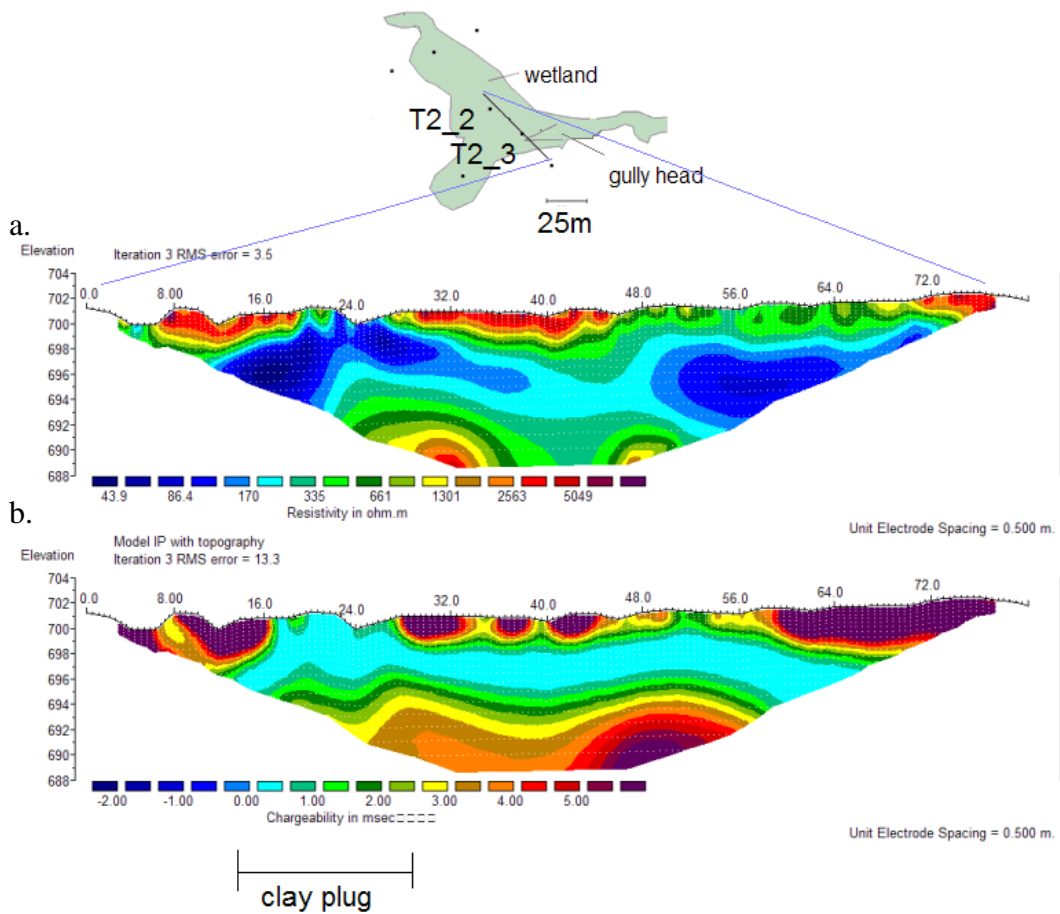 wetland
T2_2
T2_3
gully head
25m
a.
Elevation Iteration 3 RMS error = 3.5
704
702
700
698
696
694
692
690
688
0.0 8.00 16.0 24.0 32.0 40.0 48.0 56.0 64.0 72.0
43.9 86.4 170 335 661 1301 2563 5049
Resistivity in ohm.m
Unit Electrode Spacing = 0.500 m.
b.
Model IP with topography
Elevation Iteration 3 RMS error = 13.3
704
702
700
698
696
694
692
690
688
0.0 8.00 16.0 24.0 32.0 40.0 48.0 56.0 64.0 72.0
-2.00 -1.00 0.00 1.00 2.00 3.00 4.00 5.00
Chargeability in msec
Unit Electrode Spacing = 0.500 m.
clay plug